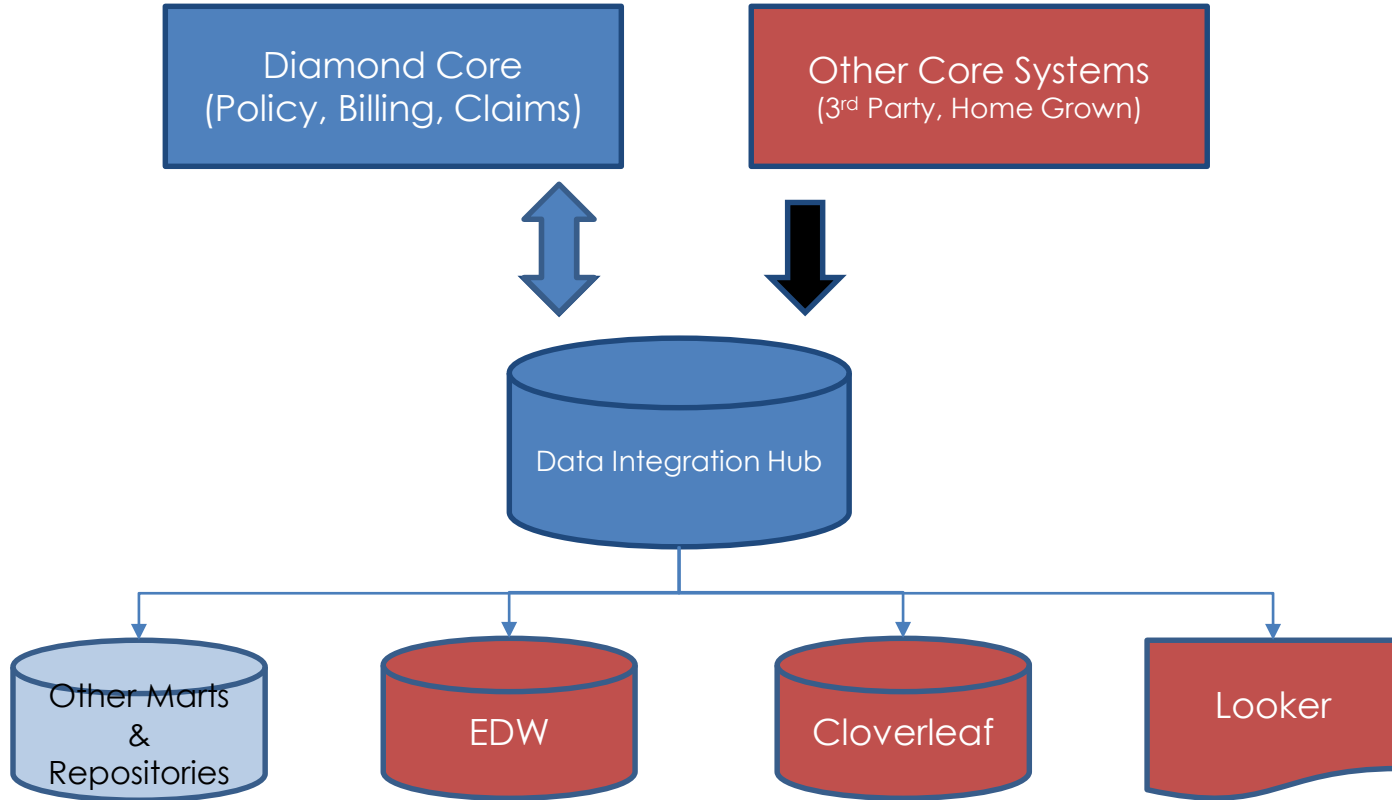 Diamond Core
(Policy, Billing, Claims)
Other Core Systems
(3rd Party, Home Grown)
Data Integration Hub
Other Marts
&
Repositories
EDW
Cloverleaf
Looker